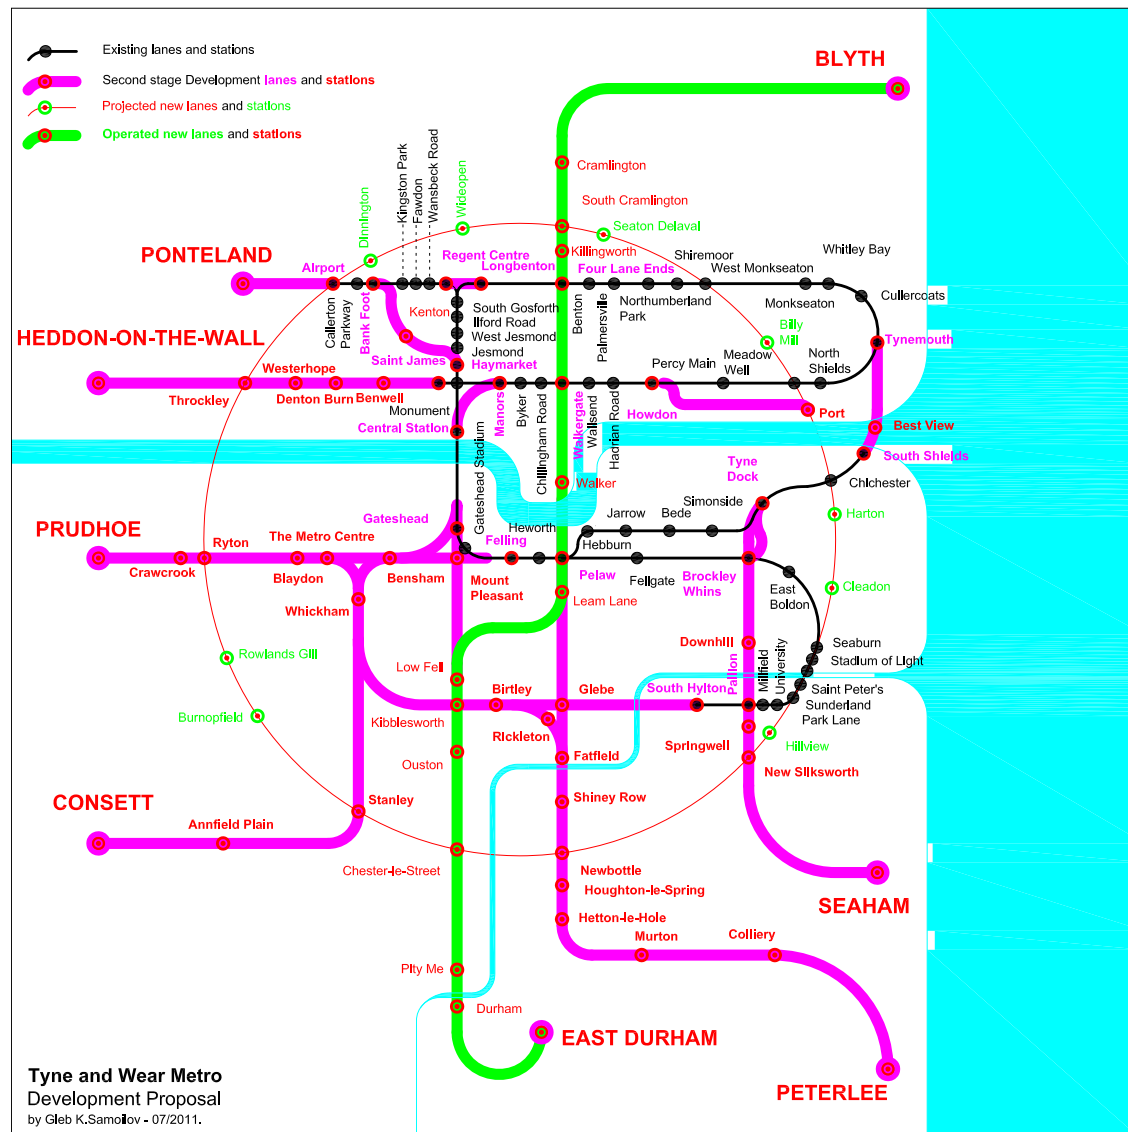 Existing lanes and stations
Second stage Development lanes and stations
Projected new lanes and stations
Operated new lanes and stations
BLYTH
Cramlington
South Cramlington
Seaton Delaval
Killingworth
Kingston Park
Fawdon
Wansbeck Road
Wideopen
Dinnington
PONTELAND
Airport
Regent Centre
Longbenton
Four Lane Ends
Shiremoor
West Monkseaton
Whitley Bay
Cullercoats
Monkseaton
Callerton
Parkway
Bank Foot
Kenton
South Gosforth
Ilford Road
West Jesmond
Jesmond
Benton
Palmersville
Northumberland
Park
Billy
Mill
Tynemouth
HEDDON-ON-THE-WALL
Saint James
Haymarket
Westerhope
Percy Main
Meadow
Well
North
Shields
Throckley
Denton Burn
Benwell
Monument
Central Station
Manors
Byker
Chillingham Road
Walkergate
Wallsend
Hadrian Road
Howdon
Port
Best View
South Shields
Gateshead Stadium
Walker
Tyne
Dock
Chichester
Simonside
Harton
PRUDHOE
Gateshead
Heworth
Jarrow
Bede
The Metro Centre
Felling
Hebburn
Crawcrook
Ryton
Blaydon
Bensham
Mount
Pleasant
Pelaw
Fellgate
Brockley
Whins
East
Boldon
Cleadon
Whickham
Leam Lane
Rowlands Gill
Downhill
Seaburn
Stadium of Light
Low Fell
Birtley
Glebe
South Hylton
Pallion
Millfield
University
Saint Peter's
Sunderland
Park Lane
Burnopfield
Kibblesworth
Rickleton
Springwell
Hillview
Ouston
Fatfield
New Silksworth
CONSETT
Stanley
Shiney Row
Annfield Plain
Chester-le-Street
Newbottle
Houghton-le-Spring
SEAHAM
Hetton-le-Hole
Murton
Colliery
Pity Me
Durham
EAST DURHAM
PETERLEE
Tyne and Wear Metro
Development Proposal
by Gleb K.Samoilov - 07/2011.